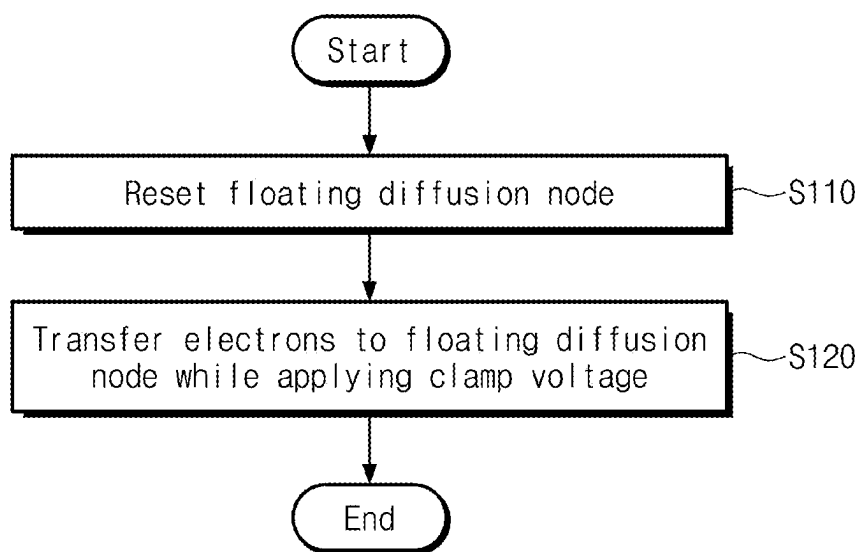 Start
Reset floating diffusion node
S110
Transfer electrons to floating diffusion
node while applying clamp voltage
S120
End